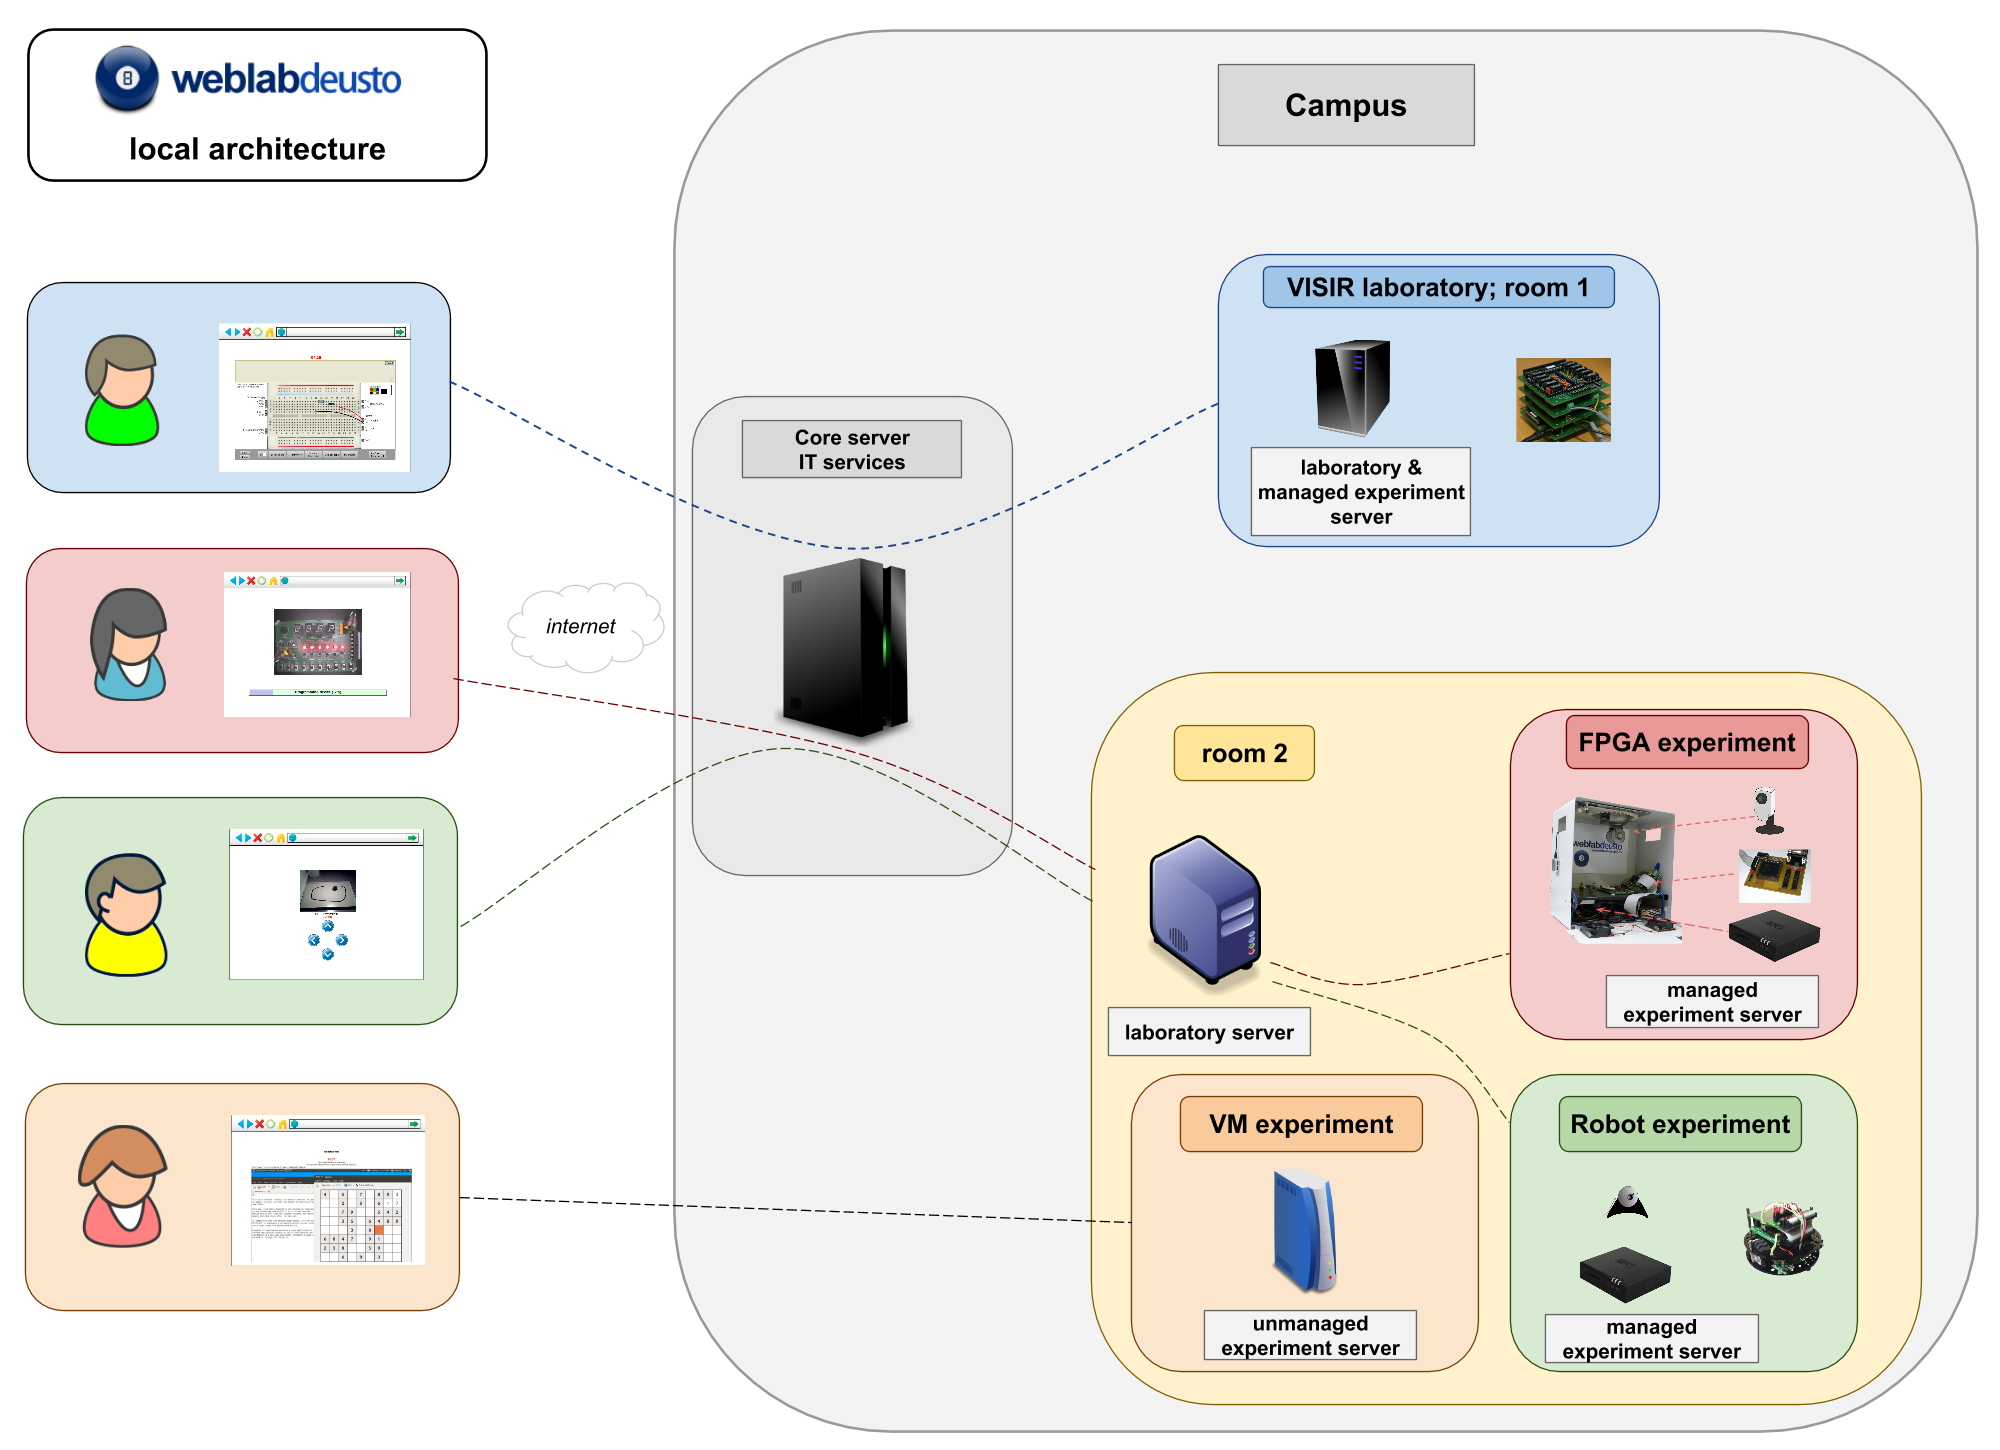 8
weblabdeusto
local architecture
Campus
VISIR laboratory; room 1
laboratory &
managed experiment
server
Core server
IT services
internet
room 2
FPGA experiment
weblabdeusto
managed
experiment server
laboratory server
VM experiment
unmanaged
experiment server
Robot experiment
managed
experiment server